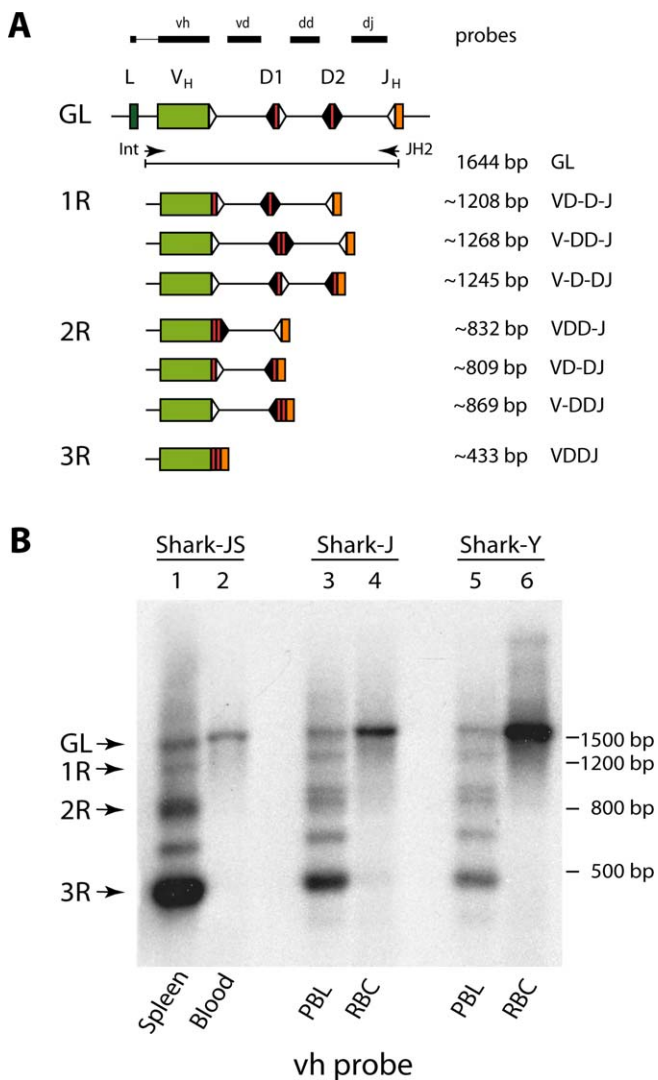 A
vh vd dd dj probes
L VH D1 D2 JH
GL
Int JH2
1644 bp GL
1R ~1208 bp VD-D-J
~1268 bp V-DD-J
~1245 bp V-D-DJ
2R ~832 bp VDD-J
~809 bp VD-DJ
~869 bp V-DDJ
3R ~433 bp VDDJ
B
Shark-JS Shark-J Shark-Y
1 2 3 4 5 6
GL 1500 bp
1R 1200 bp
2R 800 bp
500 bp
3R
Spleen Blood PBL RBC PBL RBC
vh probe